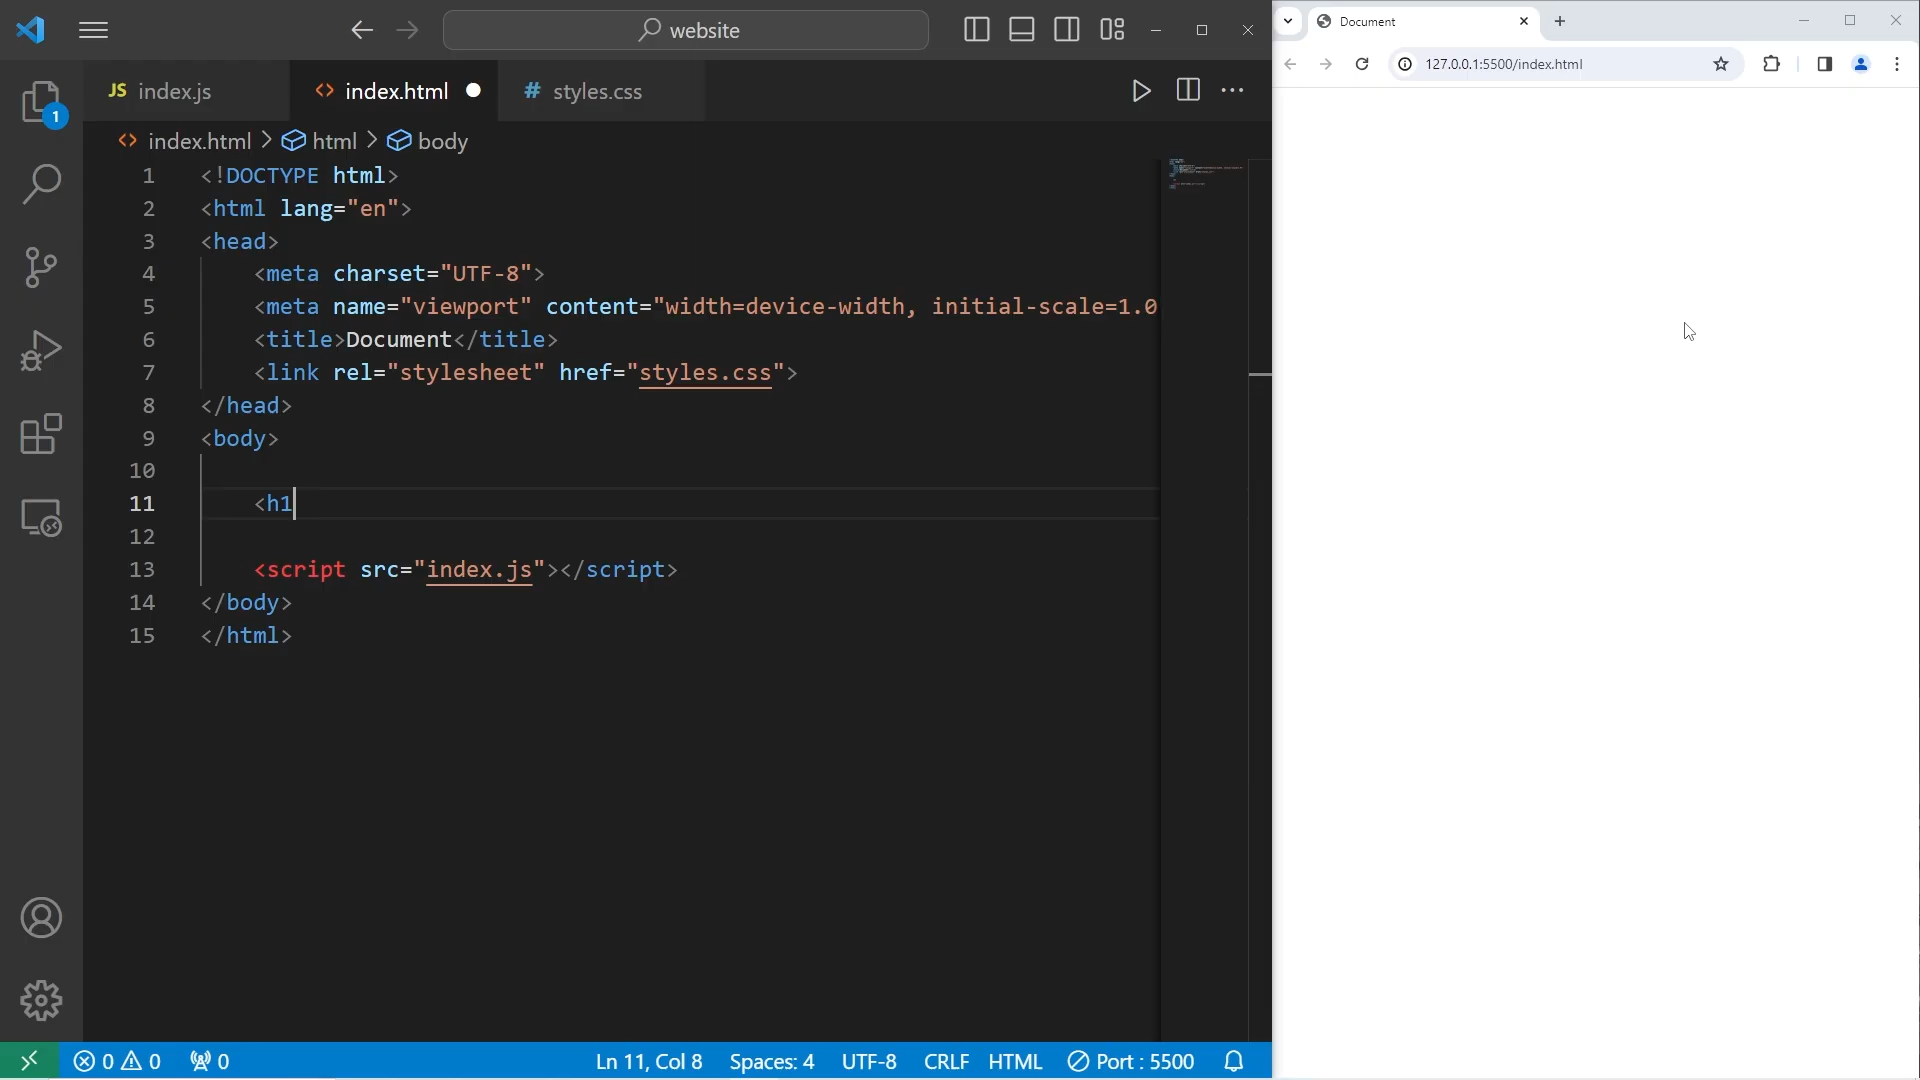 website
JS index.js
<> index.html
# styles.css
index.html > html > body
1 <!DOCTYPE html>
2 <html lang="en">
3 <head>
4 <meta charset="UTF-8">
5 <meta name="viewport" content="width=device-width, initial-scale=1.0
6 <title>Document</title>
7 <link rel="stylesheet" href="styles.css">
8 </head>
9 <body>
10
11 <h1
12
13 <script src="index.js"></script>
14 </body>
15 </html>
1
0 0 0
Ln 11, Col 8
Spaces: 4
UTF-8
CRLF
HTML
Port : 5500
Document
127.0.0.1:5500/index.html